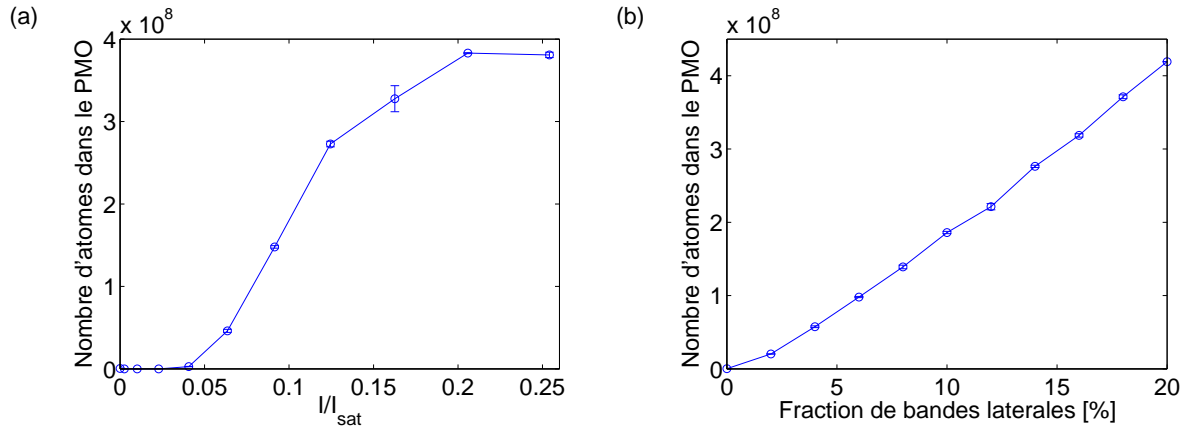 (a)
x 10^8
4
3
2
1
0
0 0.05 0.1 0.15 0.2 0.25
I/I_sat
Nombre d'atomes dans le PMO
(b)
x 10^8
4
3
2
1
0
0 5 10 15 20
Fraction de bandes laterales [%]
Nombre d'atomes dans le PMO